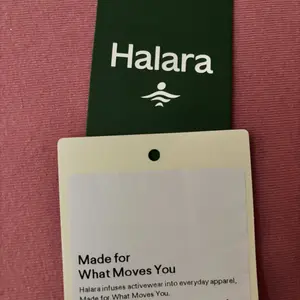 Halara
Made for
What Moves You
Halara infuses activewear into everyday apparel,
Made for What Moves You.